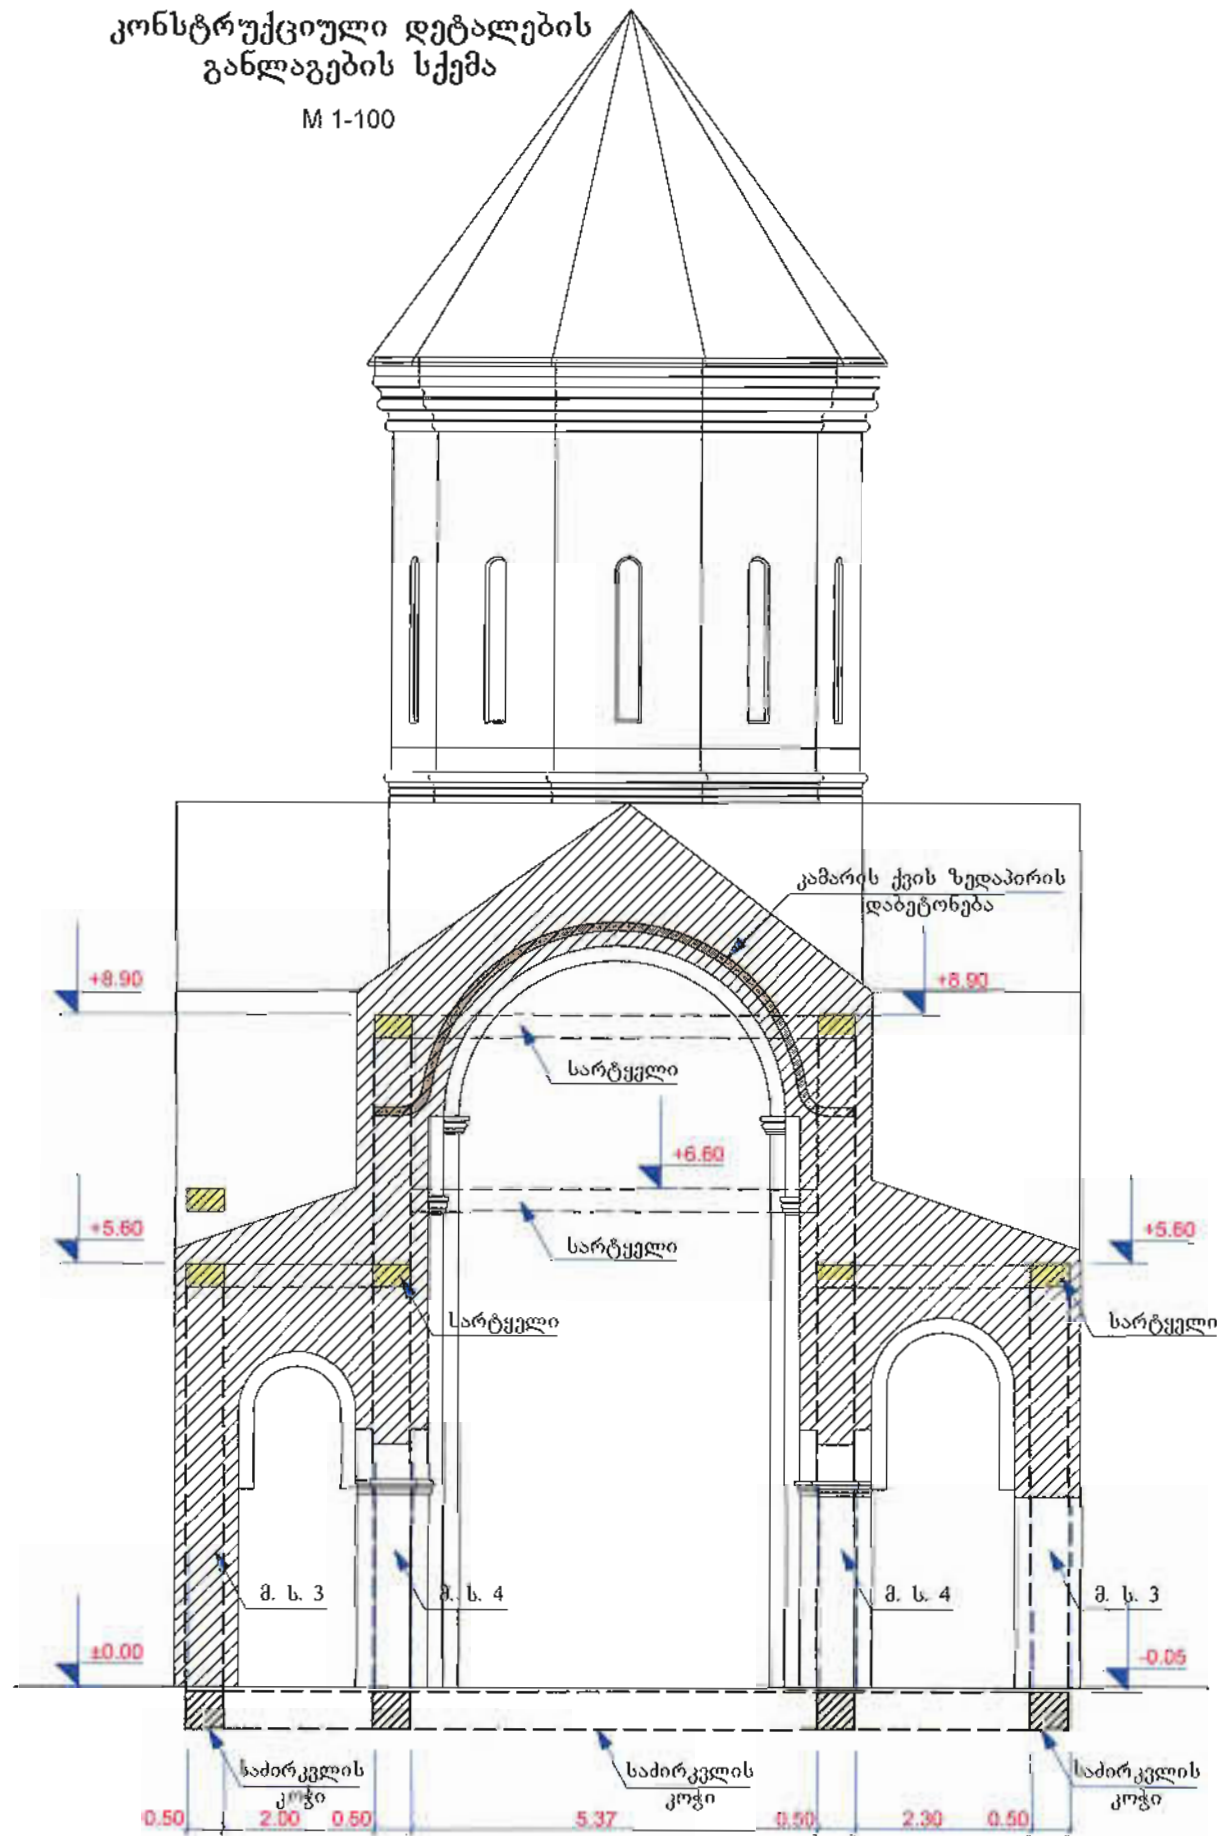 კონსტრუქციული დეტალების
განლაგების სქემა
M 1-100
კამარის ქვის ზედაპირის
დაბეტონება
+8.90
+8.90
სარტყელი
+6.60
+5.60
+5.60
სარტყელი
სარტყელი
სარტყელი
მ. ს. 3
მ. ს. 4
მ. ს. 4
მ. ს. 3
±0.00
-0.05
საძირკვლის
კოჭი
საძირკვლის
კოჭი
საძირკვლის
კოჭი
0.50
2.00
0.50
5.37
0.50
2.30
0.50